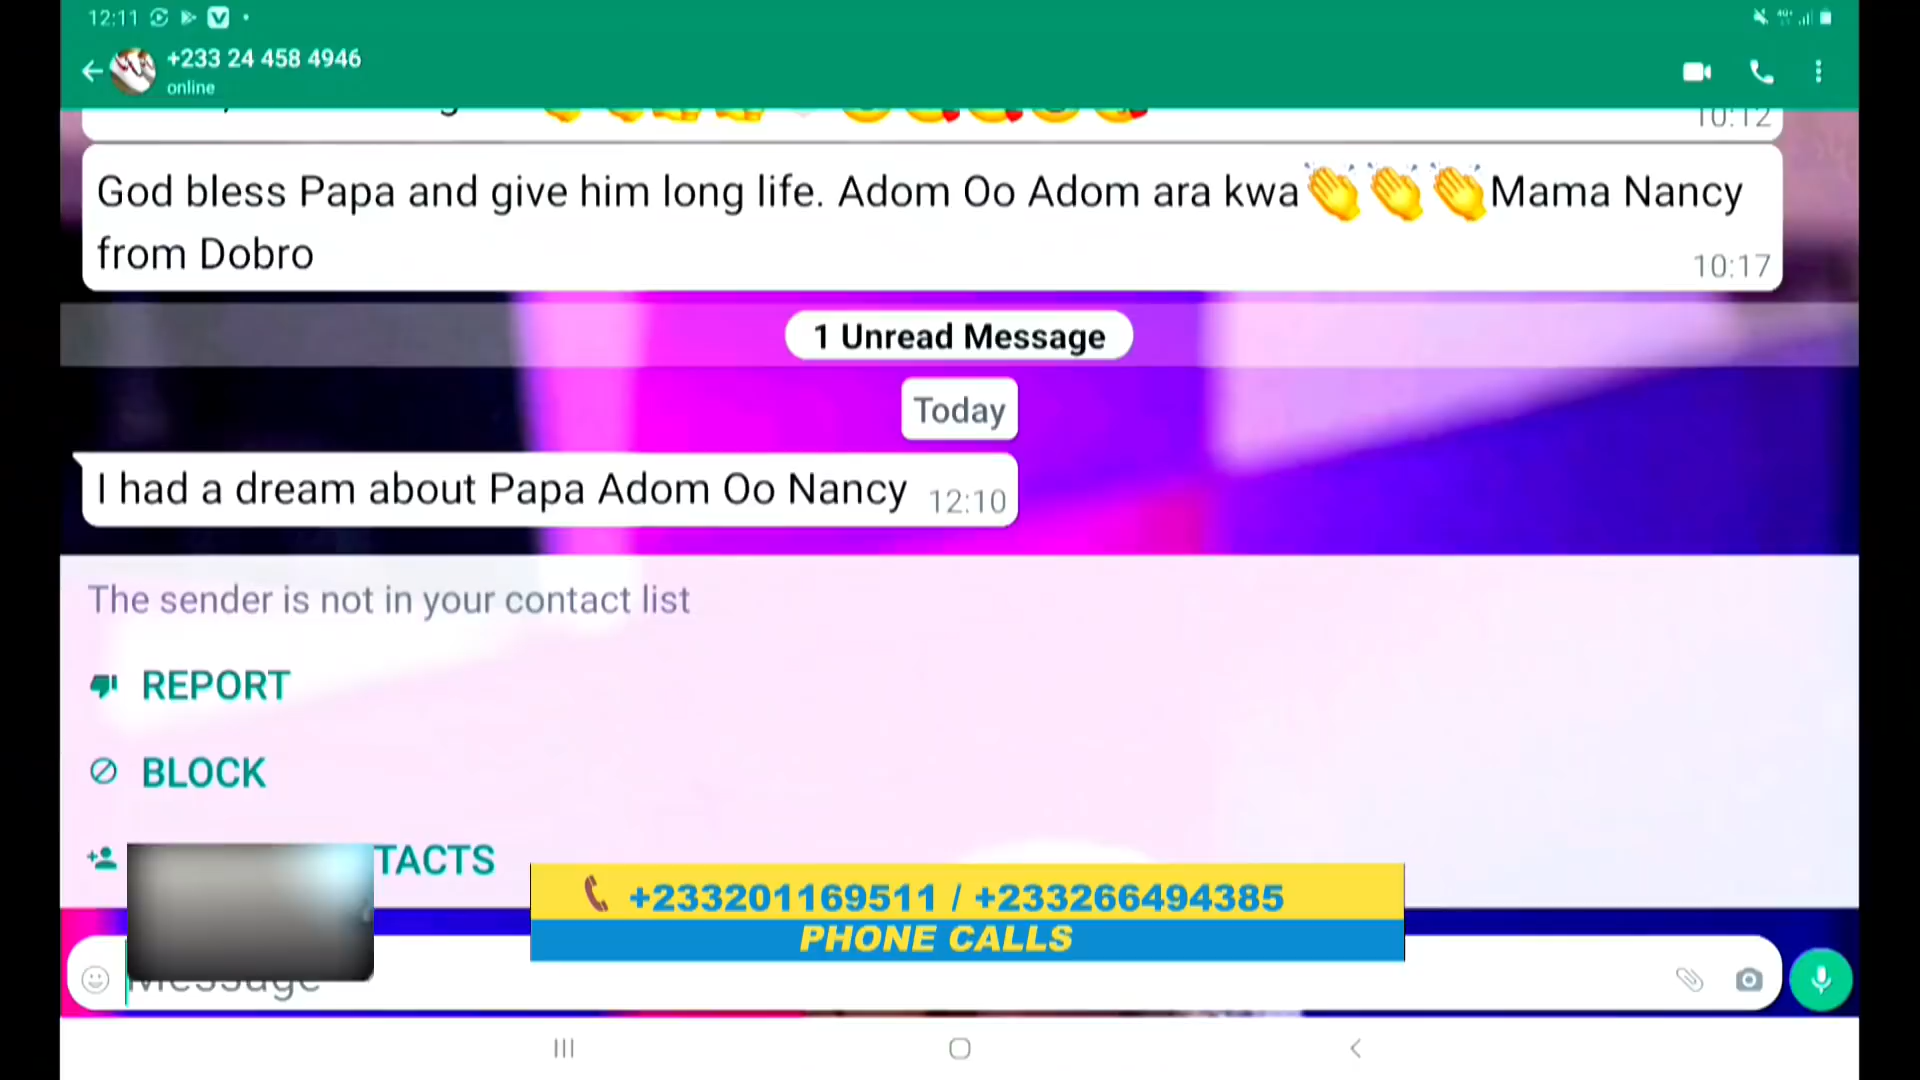 12:11
+233 24 458 4946
online
10:12
God bless Papa and give him long life. Adom Oo Adom ara kwa👏👏👏Mama Nancy
from Dobro
10:17
1 Unread Message
Today
I had a dream about Papa Adom Oo Nancy 12:10
The sender is not in your contact list
REPORT
BLOCK
TACTS
+233201169511 / +233266494385
PHONE CALLS
Message